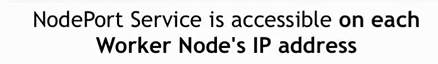 NodePort Service is accessible on each
Worker Node's IP address